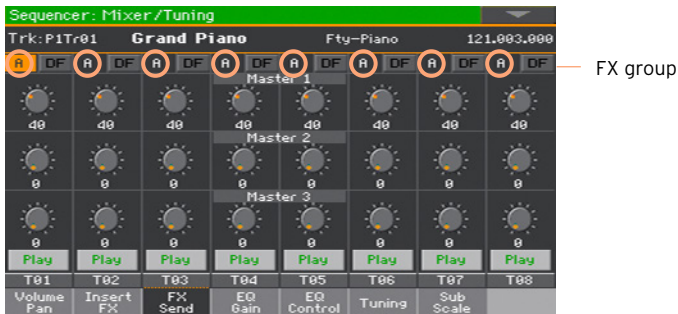 Sequencer: Mixer/Tuning
Trk:P1Tr01 Grand Piano Fty-Piano 121.003.000
A DF A DF A DF A DF A DF A DF A DF A DF FX group
Master 1
40 40 40 40 40 40 40 40
Master 2
0 0 0 0 0 0 0 0
Master 3
0 0 0 0 0 0 0 0
Play Play Play Play Play Play Play Play
T01 T02 T03 T04 T05 T06 T07 T08
Volume Pan Insert FX FX Send EQ Gain EQ Control Tuning Sub Scale